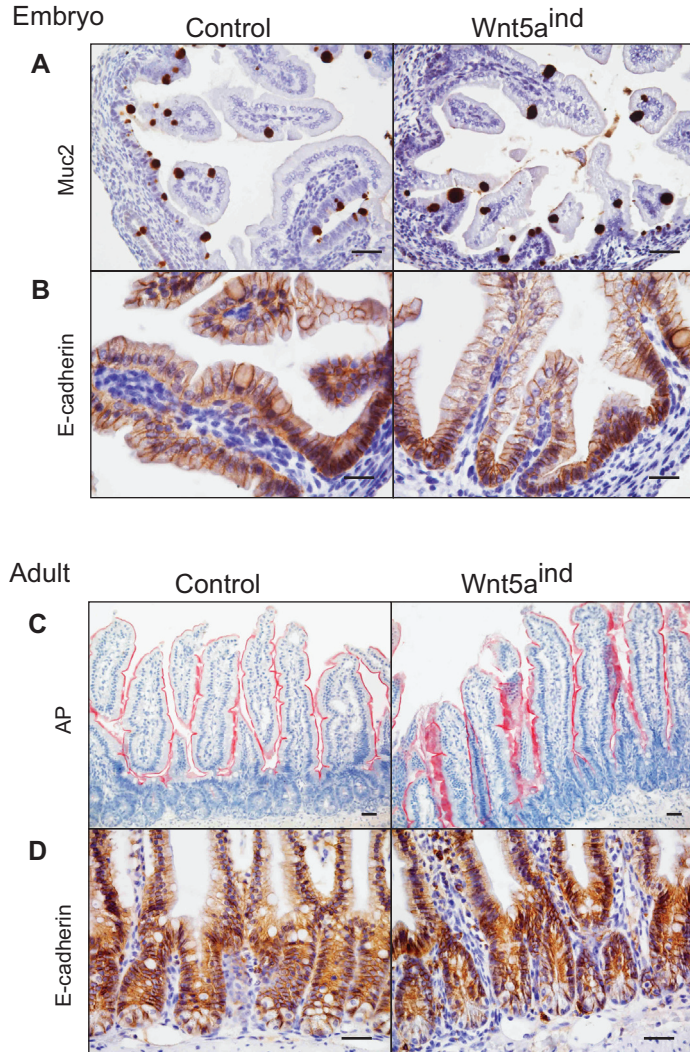 Embryo
Control
Wnt5a^ind
A
Muc2
B
E-cadherin
Adult
Control
Wnt5a^ind
C
AP
D
E-cadherin